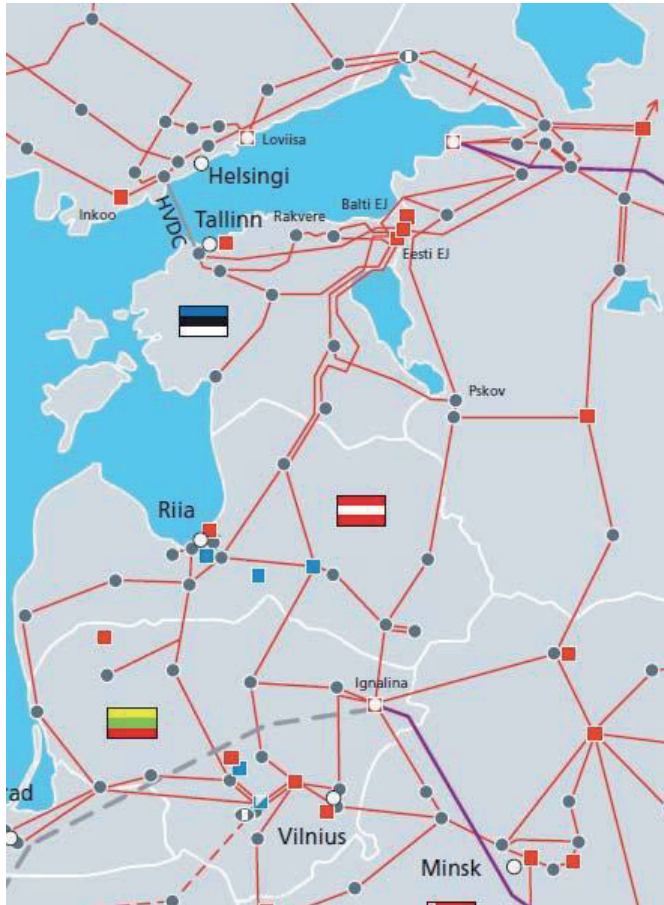 Loviisa
Helsingi
Inkoo
HVDC
Tallinn
Rakvere
Balti EJ
Eesti EJ
Pskov
Riia
Ignalina
rad
Vilnius
Minsk